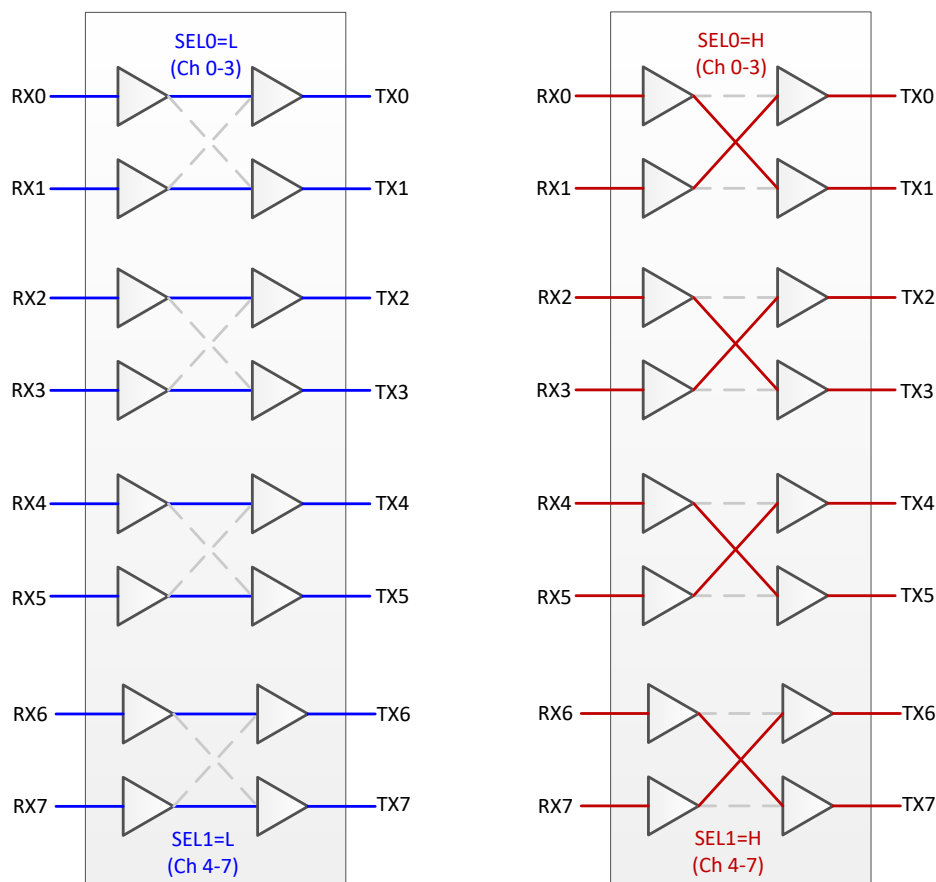 SEL0=L
(Ch 0-3)
RX0
TX0
RX1
TX1
RX2
TX2
RX3
TX3
RX4
TX4
RX5
TX5
RX6
TX6
RX7
TX7
SEL1=L
(Ch 4-7)
SEL0=H
(Ch 0-3)
RX0
TX0
RX1
TX1
RX2
TX2
RX3
TX3
RX4
TX4
RX5
TX5
RX6
TX6
RX7
TX7
SEL1=H
(Ch 4-7)